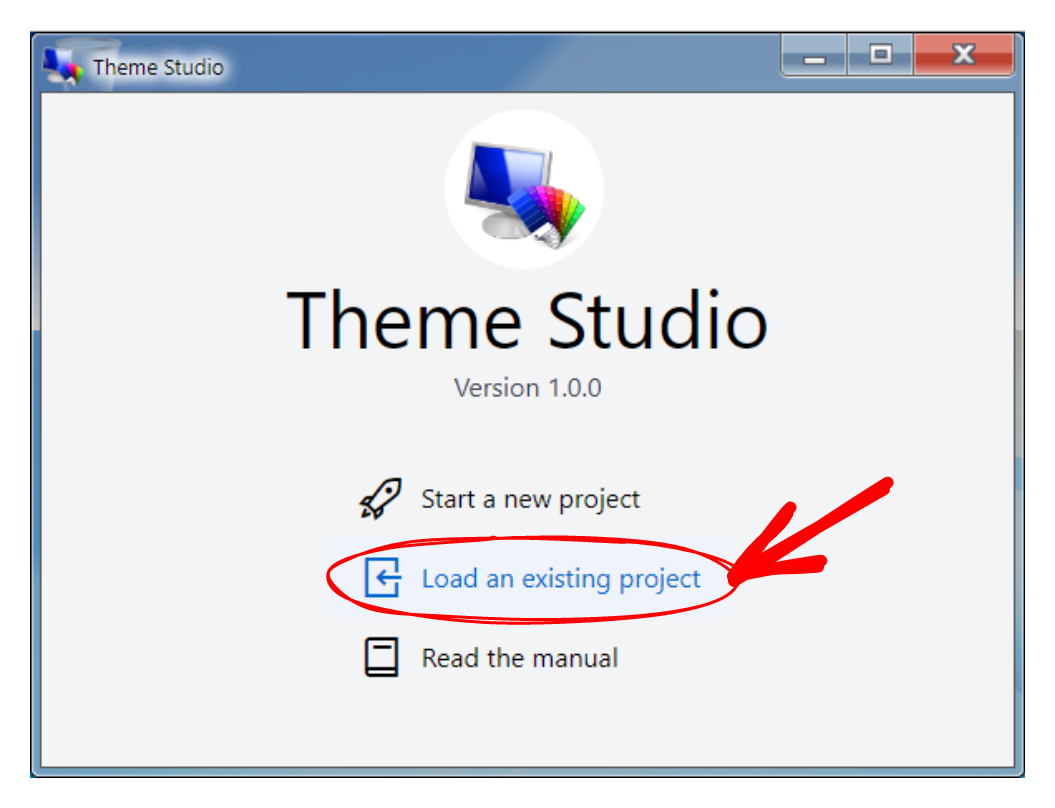 Theme Studio
Theme Studio
Version 1.0.0
Start a new project
Load an existing project
Read the manual